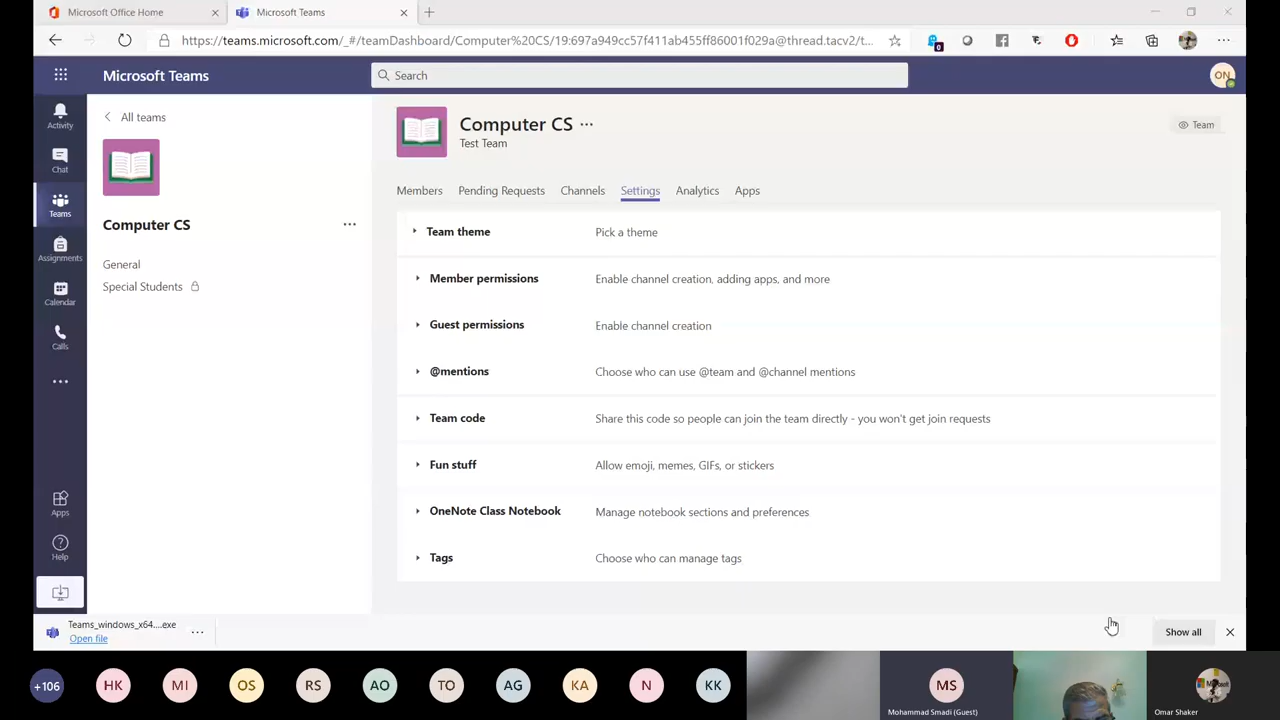 Microsoft Office Home
Microsoft Teams
https://teams.microsoft.com/_#/teamDashboard/Computer%20CS/19:697a949cc57f411ab455ff86001f029a@thread.tacv2/t...
0
Microsoft Teams
Search
ON
Activity
Chat
Teams
Assignments
Calendar
Calls
Apps
Help
All teams
Computer CS
General
Special Students
Computer CS
Test Team
Team
Members
Pending Requests
Channels
Settings
Analytics
Apps
Team theme
Pick a theme
Member permissions
Enable channel creation, adding apps, and more
Guest permissions
Enable channel creation
@mentions
Choose who can use @team and @channel mentions
Team code
Share this code so people can join the team directly - you won't get join requests
Fun stuff
Allow emoji, memes, GIFs, or stickers
OneNote Class Notebook
Manage notebook sections and preferences
Tags
Choose who can manage tags
Teams_windows_x64....exe
Open file
Show all
+106
HK
MI
OS
RS
AO
TO
AG
KA
N
KK
MS
Mohammad Smadi (Guest)
Omar Shaker